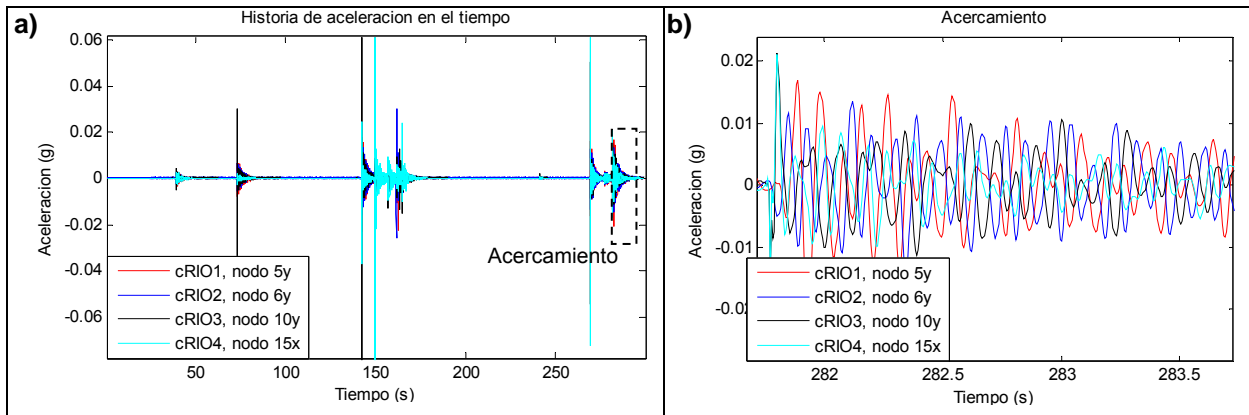 a)
Historia de aceleracion en el tiempo
0.06
0.04
0.02
0
-0.02
-0.04
-0.06
Aceleracion (g)
Acercamiento
cRIO1, nodo 5y
cRIO2, nodo 6y
cRIO3, nodo 10y
cRIO4, nodo 15x
50 100 150 200 250
Tiempo (s)
b)
Acercamiento
0.02
0.01
0
-0.01
-0.02
Aceleracion (g)
cRIO1, nodo 5y
cRIO2, nodo 6y
cRIO3, nodo 10y
cRIO4, nodo 15x
282 282.5 283 283.5
Tiempo (s)